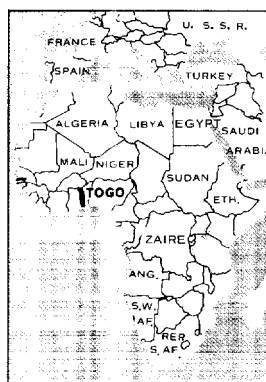 U. S. S. R.
FRANCE
SPAIN
TURKEY
ALGERIA
LIBYA
EGYPT
SAUDI
ARABIA
MALI
NIGER
SUDAN
TOGO
ETH.
ZAIRE
ANG.
S.W.
AF.
REP.
S. AF.